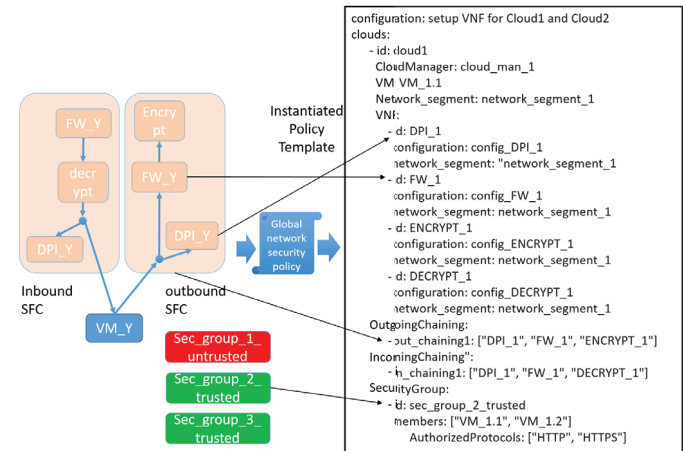 FW_Y
decr
ypt
DPI_Y
Inbound
SFC
Encry
pt
FW_Y
DPI_Y
outbound
SFC
VM_Y
Sec_group_1_
untrusted
Sec_group_2_
trusted
Sec_group_3_
trusted
Instantiated
Policy
Template
Global
network
security
policy
configuration: setup VNF for Cloud1 and Cloud2
clouds:
- id: cloud1
CloudManager: cloud_man_1
VM: VM_1.1
Network_segment: network_segment_1
VNF:
- id: DPI_1
configuration: config_DPI_1
network_segment: "network_segment_1
- id: FW_1
configuration: config_FW_1
network_segment: network_segment_1
- id: ENCRYPT_1
configuration: config_ENCRYPT_1
network_segment: network_segment_1
- id: DECRYPT_1
configuration: config_DECRYPT_1
network_segment: network_segment_1
OutgoingChaining:
- out_chaining1: ["DPI_1", "FW_1", "ENCRYPT_1"]
IncomingChaining":
- in_chaining1: ["DPI_1", "FW_1", "DECRYPT_1"]
SecurityGroup:
- id: sec_group_2_trusted
members: ["VM_1.1", "VM_1.2"]
AuthorizedProtocols: ["HTTP", "HTTPS"]